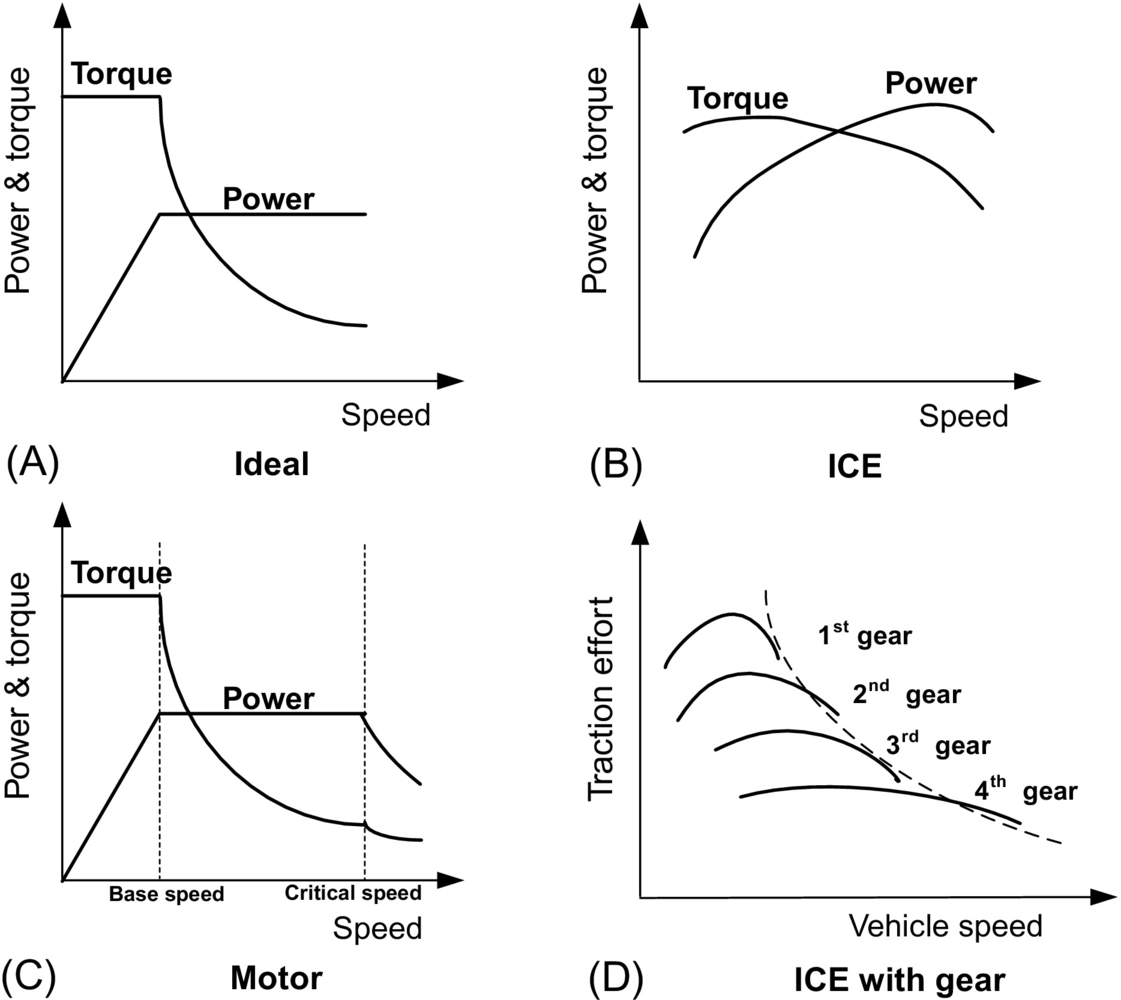 Power & torque
Torque
Power
Speed
(A) Ideal
Power & torque
Torque
Power
Speed
(B) ICE
Power & torque
Torque
Power
Base speed
Critical speed
Speed
(C) Motor
Traction effort
1st gear
2nd gear
3rd gear
4th gear
Vehicle speed
(D) ICE with gear